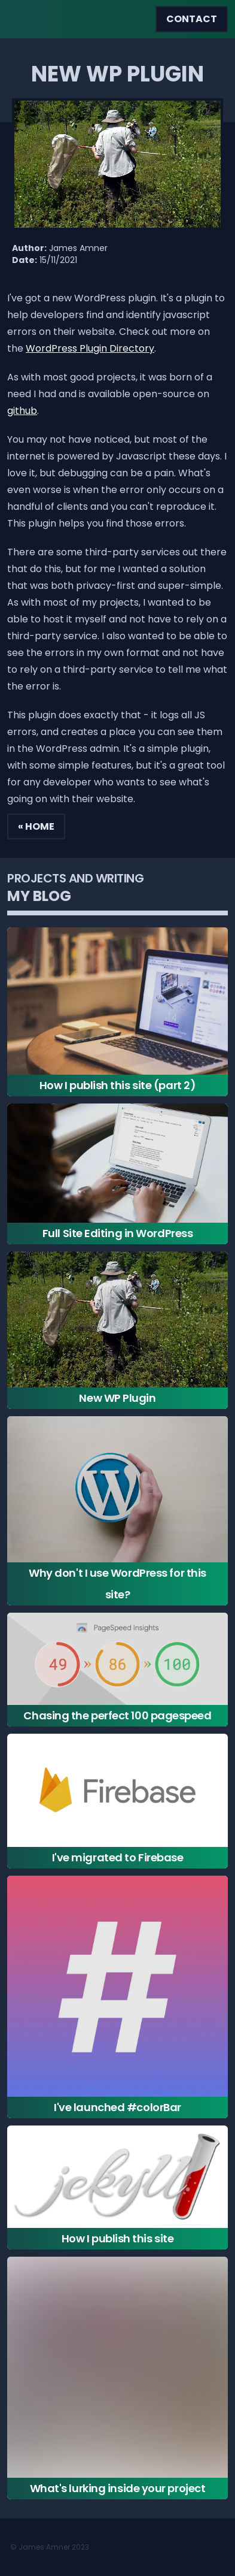 CONTACT
NEW WP PLUGIN
Author: James Amner
Date: 15/11/2021
I've got a new WordPress plugin. It's a plugin to
help developers find and identify javascript
errors on their website. Check out more on
the WordPress Plugin Directory.
As with most good projects, it was born of a
need I had and is available open-source on
github.
You may not have noticed, but most of the
internet is powered by Javascript these days. I
love it, but debugging can be a pain. What's
even worse is when the error only occurs on a
handful of clients and you can't reproduce it.
This plugin helps you find those errors.
There are some third-party services out there
that do this, but for me I wanted a solution
that was both privacy-first and super-simple.
As with most of my projects, I wanted to be
able to host it myself and not have to rely on a
third-party service. I also wanted to be able to
see the errors in my own format and not have
to rely on a third-party service to tell me what
the error is.
This plugin does exactly that - it logs all JS
errors, and creates a place you can see them
in the WordPress admin. It's a simple plugin,
with some simple features, but it's a great tool
for any developer who wants to see what's
going on with their website.
« HOME
PROJECTS AND WRITING
MY BLOG
How I publish this site (part 2)
Full Site Editing in WordPress
New WP Plugin
Why don't I use WordPress for this
site?
PageSpeed Insights
49 » 86 » 100
Chasing the perfect 100 pagespeed
Firebase
I've migrated to Firebase
#
I've launched #colorBar
jekyll
How I publish this site
What's lurking inside your project
© James Amner 2023